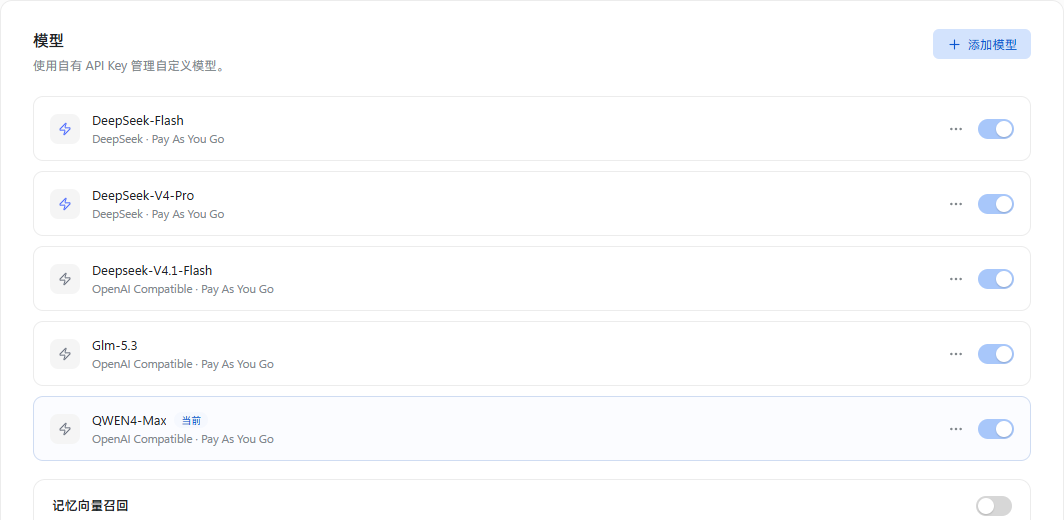 模型
使用自有 API Key 管理自定义模型。
+ 添加模型
DeepSeek-Flash
DeepSeek · Pay As You Go
DeepSeek-V4-Pro
DeepSeek · Pay As You Go
Deepseek-V4.1-Flash
OpenAI Compatible · Pay As You Go
Glm-5.3
OpenAI Compatible · Pay As You Go
QWEN4-Max 当前
OpenAI Compatible · Pay As You Go
记忆向量召回